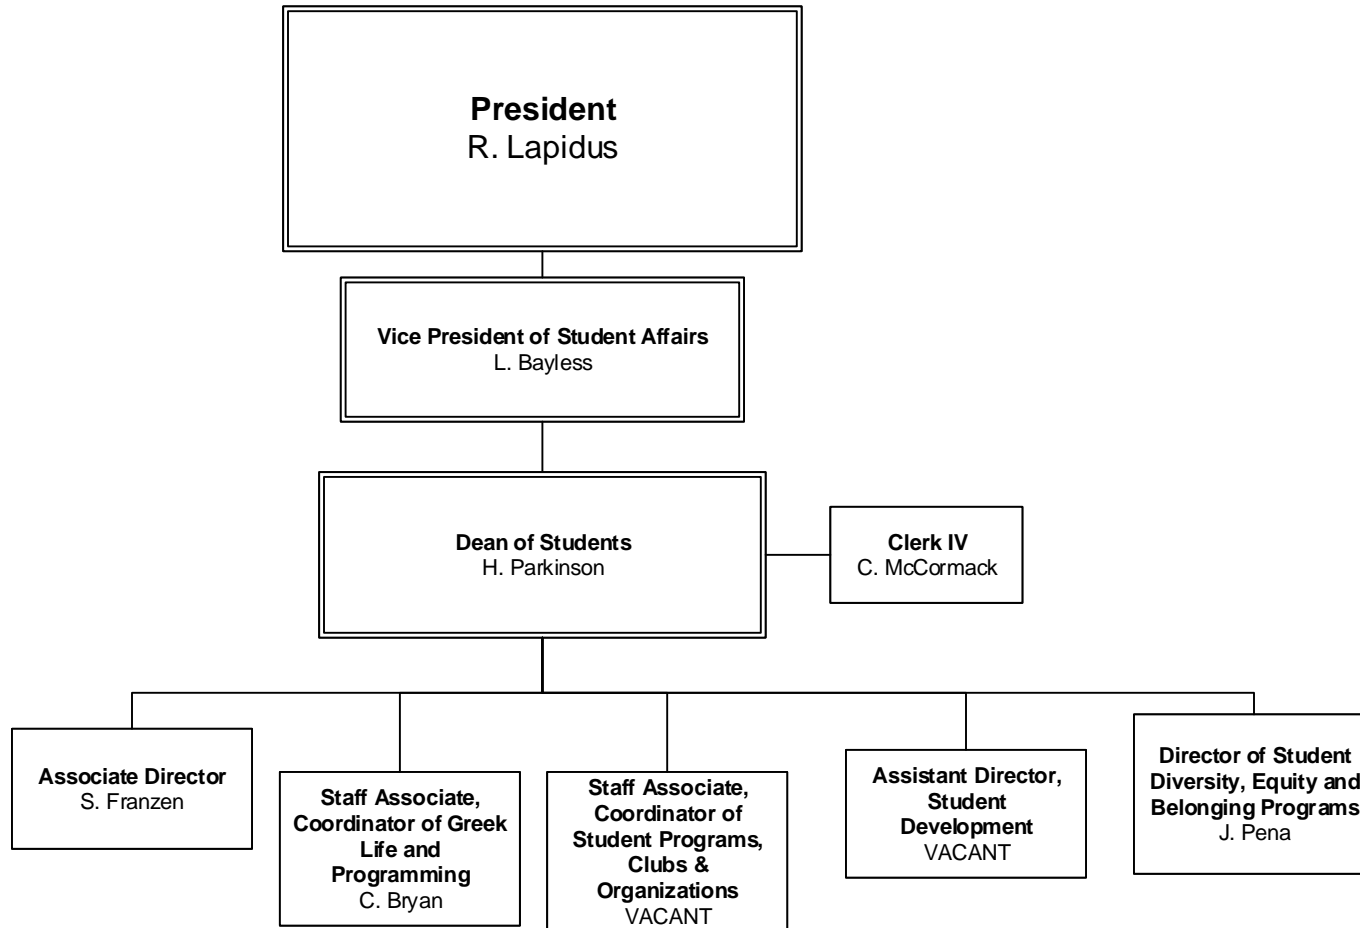 President
R. Lapidus
Vice President of Student Affairs
L. Bayless
Dean of Students
H. Parkinson
Clerk IV
C. McCormack
Associate Director
S. Franzen
Staff Associate,
Coordinator of Greek
Life and
Programming
C. Bryan
Staff Associate,
Coordinator of
Student Programs,
Clubs &
Organizations
VACANT
Assistant Director,
Student
Development
VACANT
Director of Student
Diversity, Equity and
Belonging Programs
J. Pena